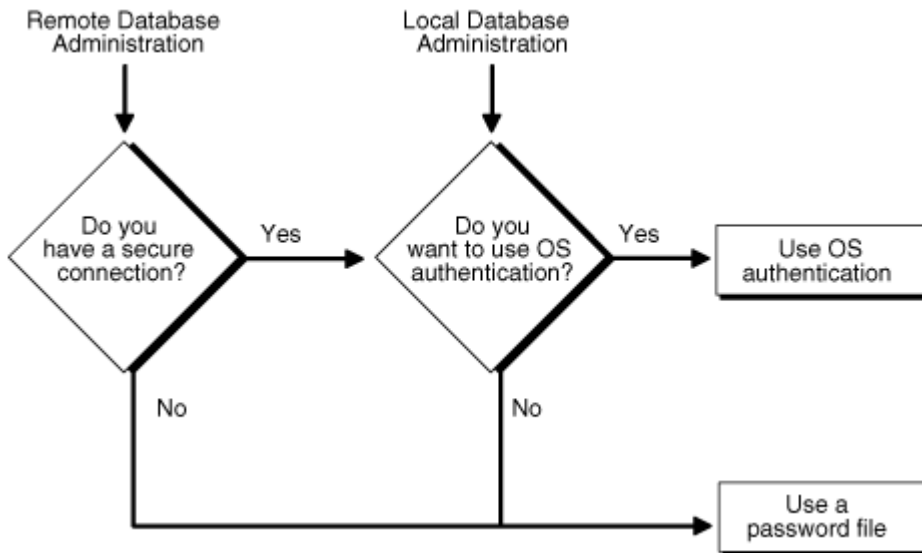 Remote Database
Administration
Local Database
Administration
Do you
have a secure
connection?
Yes
Do you
want to use OS
authentication?
Yes
Use OS
authentication
No
No
Use a
password file